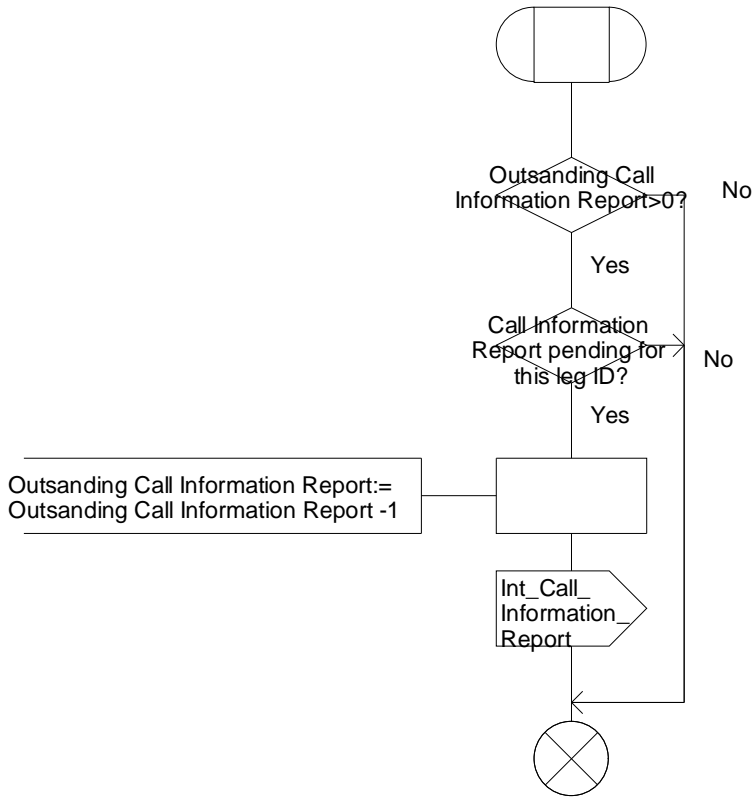 Outsanding Call
Information Report>0?
No
Yes
Call Information
Report pending for
this leg ID?
No
Yes
Outsanding Call Information Report:=
Outsanding Call Information Report -1
Int_Call_
Information_
Report